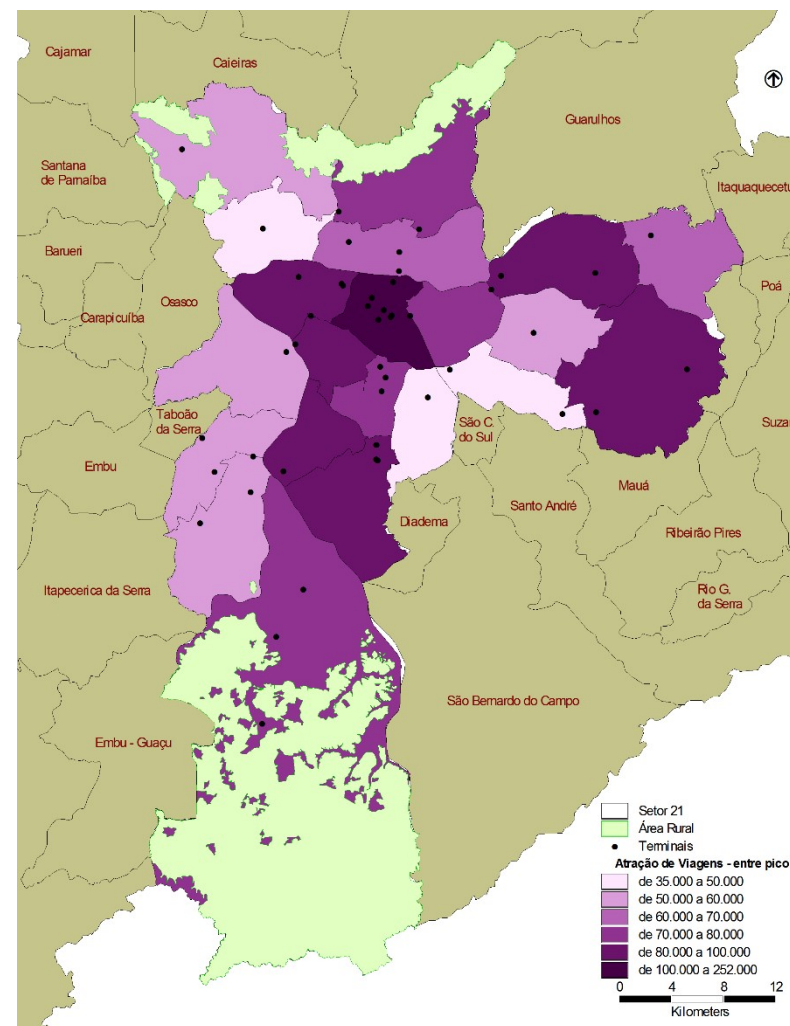 Cajamar
Caieiras
Guarulhos
Santana
de Parnaíba
Itaquaquecetu
Barueri
Osasco
Poá
Carapicuíba
Taboão
da Serra
São C.
do Sul
Suza
Embu
Mauá
Santo André
Diadema
Ribeirão Pires
Itapecerica da Serra
Rio G.
da Serra
São Bernardo do Campo
Embu - Guaçu
Setor 21
Área Rural
Terminais
Atração de Viagens - entre pico
de 35.000 a 50.000
de 50.000 a 60.000
de 60.000 a 70.000
de 70.000 a 80.000
de 80.000 a 100.000
de 100.000 a 252.000
0 4 8 12
Kilometers